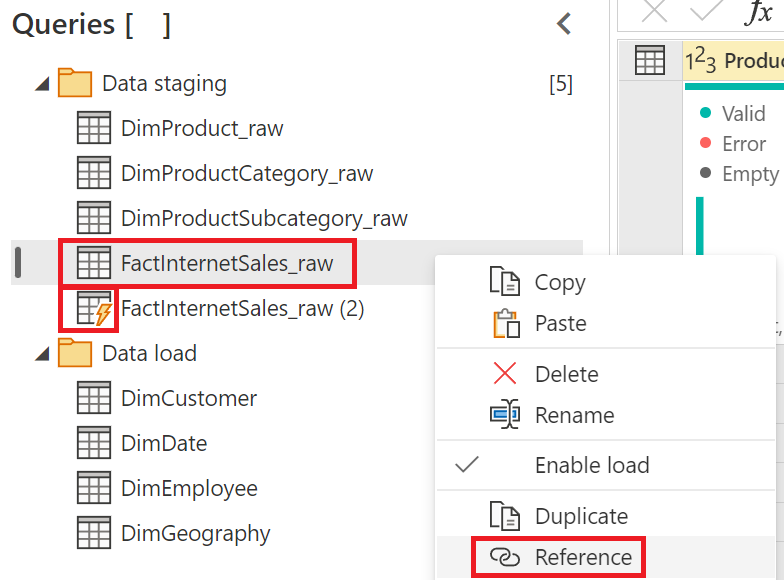 Queries [ ]
Data staging [5]
DimProduct_raw
DimProductCategory_raw
DimProductSubcategory_raw
FactInternetSales_raw
FactInternetSales_raw (2)
Data load
DimCustomer
DimDate
DimEmployee
DimGeography
fx
1 2 3 Produc
Valid
Error
Empty
Copy
Paste
Delete
Rename
Enable load
Duplicate
Reference